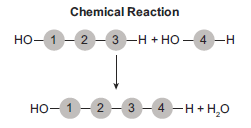 Chemical Reaction
HO–1–2–3–H + HO–4–H
HO–1–2–3–4–H + H₂O